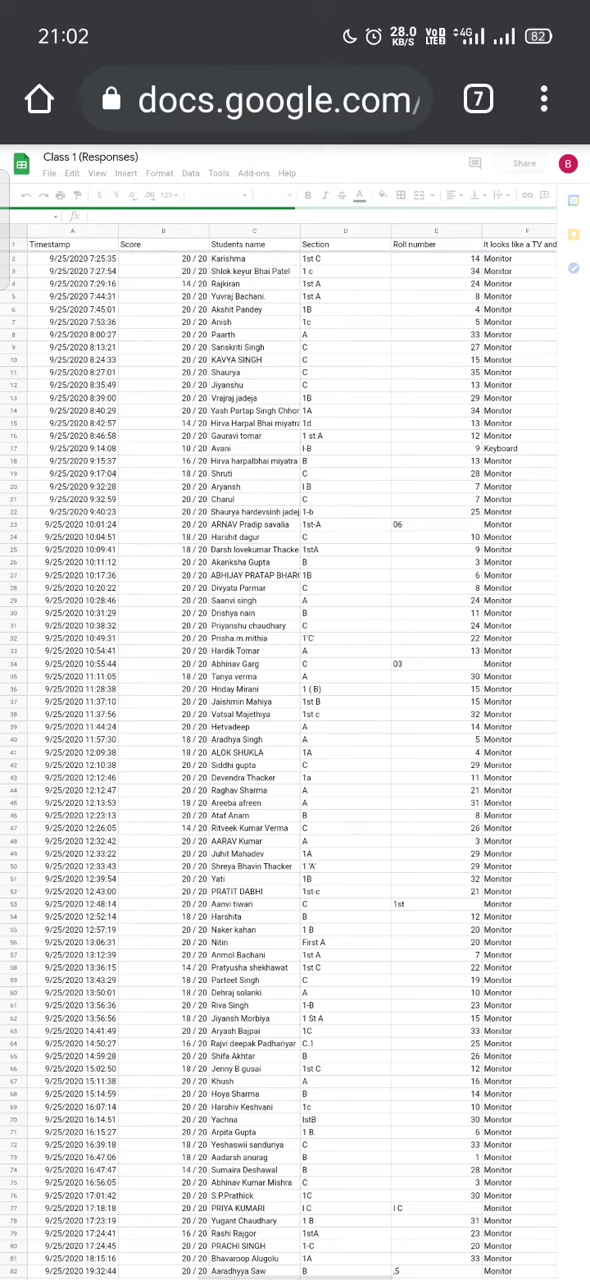 21:02 28.0 KB/S Vo LTE2 4G 82
docs.google.com/ 7
Class 1 (Responses)
File Edit View Insert Format Data Tools Add-ons Help Share B
$ % .0 .00 123 B I S A
fx
A B C D E F
1 Timestamp Score Students name Section Roll number It looks like a TV and
2 9/25/2020 7:25:35 20 / 20 Karishma 1st C 14 Monitor
3 9/25/2020 7:27:54 20 / 20 Shlok keyur Bhai Patel 1 c 34 Monitor
4 9/25/2020 7:29:16 14 / 20 Rajkiran 1st A 24 Monitor
5 9/25/2020 7:44:31 20 / 20 Yuvraj Bachani. 1st A 8 Monitor
6 9/25/2020 7:45:01 20 / 20 Akshit Pandey 1B 4 Monitor
7 9/25/2020 7:53:36 20 / 20 Anish 1c 5 Monitor
8 9/25/2020 8:00:27 20 / 20 Paarth A 33 Monitor
9 9/25/2020 8:13:21 20 / 20 Sanskriti Singh C 27 Monitor
10 9/25/2020 8:24:33 20 / 20 KAVYA SINGH C 15 Monitor
11 9/25/2020 8:27:01 20 / 20 Shaurya C 35 Monitor
12 9/25/2020 8:35:49 20 / 20 Jiyanshu C 13 Monitor
13 9/25/2020 8:39:00 20 / 20 Vrajraj jadeja 1B 29 Monitor
14 9/25/2020 8:40:29 20 / 20 Yash Partap Singh Chhor 1A 34 Monitor
15 9/25/2020 8:42:57 14 / 20 Hirva Harpal Bhai miyatra 1d 13 Monitor
16 9/25/2020 8:46:58 20 / 20 Gauravi tomar 1 st A 12 Monitor
17 9/25/2020 9:14:08 10 / 20 Avani I-B 9 Keyboard
18 9/25/2020 9:15:37 16 / 20 Hirva harpalbhai miyatra B 13 Monitor
19 9/25/2020 9:17:04 18 / 20 Shruti C 28 Monitor
20 9/25/2020 9:32:28 20 / 20 Aryansh I B 7 Monitor
21 9/25/2020 9:32:59 20 / 20 Charul C 7 Monitor
22 9/25/2020 9:40:23 20 / 20 Shaurya hardevsinh jadej 1-b 25 Monitor
23 9/25/2020 10:01:24 20 / 20 ARNAV Pradip savalia 1st-A 06 Monitor
24 9/25/2020 10:04:51 18 / 20 Harshit dagur C 10 Monitor
25 9/25/2020 10:09:41 18 / 20 Darsh lovekumar Thacke 1stA 9 Monitor
26 9/25/2020 10:11:12 20 / 20 Akanksha Gupta B 3 Monitor
27 9/25/2020 10:17:36 20 / 20 ABHIJAY PRATAP BHAR 1B 6 Monitor
28 9/25/2020 10:20:22 20 / 20 Divyata Parmar C 8 Monitor
29 9/25/2020 10:28:46 20 / 20 Saanvi singh A 24 Monitor
30 9/25/2020 10:31:29 20 / 20 Drishya nain B 11 Monitor
31 9/25/2020 10:38:32 20 / 20 Priyanshu chaudhary C 24 Monitor
32 9/25/2020 10:49:31 20 / 20 Prisha.m.mithia 1'C' 22 Monitor
33 9/25/2020 10:54:41 20 / 20 Hardik Tomar A 13 Monitor
34 9/25/2020 10:55:44 20 / 20 Abhinav Garg C 03 Monitor
35 9/25/2020 11:11:05 18 / 20 Tanya verma A 30 Monitor
36 9/25/2020 11:28:38 20 / 20 Hriday Mirani 1 ( B) 15 Monitor
37 9/25/2020 11:37:10 20 / 20 Jaishmin Mahiya 1st B 15 Monitor
38 9/25/2020 11:37:56 20 / 20 Vatsal Majethiya 1st c 32 Monitor
39 9/25/2020 11:44:24 20 / 20 Hetvadeep A 14 Monitor
40 9/25/2020 11:57:30 18 / 20 Aradhya Singh A 5 Monitor
41 9/25/2020 12:09:38 18 / 20 ALOK SHUKLA 1A 4 Monitor
42 9/25/2020 12:10:38 20 / 20 Siddhi gupta C 29 Monitor
43 9/25/2020 12:12:46 20 / 20 Devendra Thacker 1a 11 Monitor
44 9/25/2020 12:12:47 20 / 20 Raghav Sharma A 21 Monitor
45 9/25/2020 12:13:53 18 / 20 Areeba afreen A 31 Monitor
46 9/25/2020 12:23:13 20 / 20 Ataf Anam B 8 Monitor
47 9/25/2020 12:26:05 14 / 20 Ritveek Kumar Verma C 26 Monitor
48 9/25/2020 12:32:42 20 / 20 AARAV Kumar A 3 Monitor
49 9/25/2020 12:33:22 20 / 20 Juhit Mahadev 1A 29 Monitor
50 9/25/2020 12:33:43 20 / 20 Shreya Bhavin Thacker 1 'A' 29 Monitor
51 9/25/2020 12:39:54 20 / 20 Yati 1B 32 Monitor
52 9/25/2020 12:43:00 20 / 20 PRATIT DABHI 1st-c 21 Monitor
53 9/25/2020 12:48:14 20 / 20 Aanvi tiwari C 1st Monitor
54 9/25/2020 12:52:14 18 / 20 Harshita B 12 Monitor
55 9/25/2020 12:57:19 20 / 20 Naker kahan 1 B 20 Monitor
56 9/25/2020 13:06:31 20 / 20 Nitin First A 20 Monitor
57 9/25/2020 13:12:39 20 / 20 Anmol Bachani 1st A 7 Monitor
58 9/25/2020 13:36:15 14 / 20 Pratyusha shekhawat 1st C 22 Monitor
59 9/25/2020 13:43:29 18 / 20 Parteet Singh C 19 Monitor
60 9/25/2020 13:50:01 18 / 20 Dehraj solanki A 10 Monitor
61 9/25/2020 13:56:36 20 / 20 Riva Singh 1-B 23 Monitor
62 9/25/2020 13:56:56 18 / 20 Jiyansh Morbiya 1 St A 15 Monitor
63 9/25/2020 14:41:49 20 / 20 Aryash Bajpai 1C 33 Monitor
64 9/25/2020 14:50:27 16 / 20 Rajvi deepak Padhariyar C.1 25 Monitor
65 9/25/2020 14:59:28 20 / 20 Shifa Akhtar B 26 Monitor
66 9/25/2020 15:02:50 18 / 20 Jenny B gusai 1st C 12 Monitor
67 9/25/2020 15:11:38 20 / 20 Khush A 16 Monitor
68 9/25/2020 15:14:59 20 / 20 Hoya Sharma B 14 Monitor
69 9/25/2020 16:07:14 20 / 20 Harshiv Keshvani 1c 10 Monitor
70 9/25/2020 16:14:51 20 / 20 Yachna IstB 30 Monitor
71 9/25/2020 16:15:27 20 / 20 Arpita Gupta 1 B. 6 Monitor
72 9/25/2020 16:39:18 18 / 20 Yeshaswii sanduriya C 33 Monitor
73 9/25/2020 16:47:06 18 / 20 Aadarsh anurag B 1 Monitor
74 9/25/2020 16:47:47 14 / 20 Sumaira Deshawal B 28 Monitor
75 9/25/2020 16:56:05 20 / 20 Abhinav Kumar Mishra C 3 Monitor
76 9/25/2020 17:01:42 20 / 20 S.P.Prathick 1C 30 Monitor
77 9/25/2020 17:18:18 20 / 20 PRIYA KUMARI I C I C Monitor
78 9/25/2020 17:23:19 20 / 20 Yugant Chaudhary 1 B 31 Monitor
79 9/25/2020 17:24:41 16 / 20 Rashi Rajgor 1stA 23 Monitor
80 9/25/2020 17:24:45 20 / 20 PRACHI SINGH 1-C 20 Monitor
81 9/25/2020 18:15:16 20 / 20 Bhavaroop Alugolu 1A 33 Monitor
82 9/25/2020 19:32:44 20 / 20 Aaradhyya Saw B ,5 Monitor